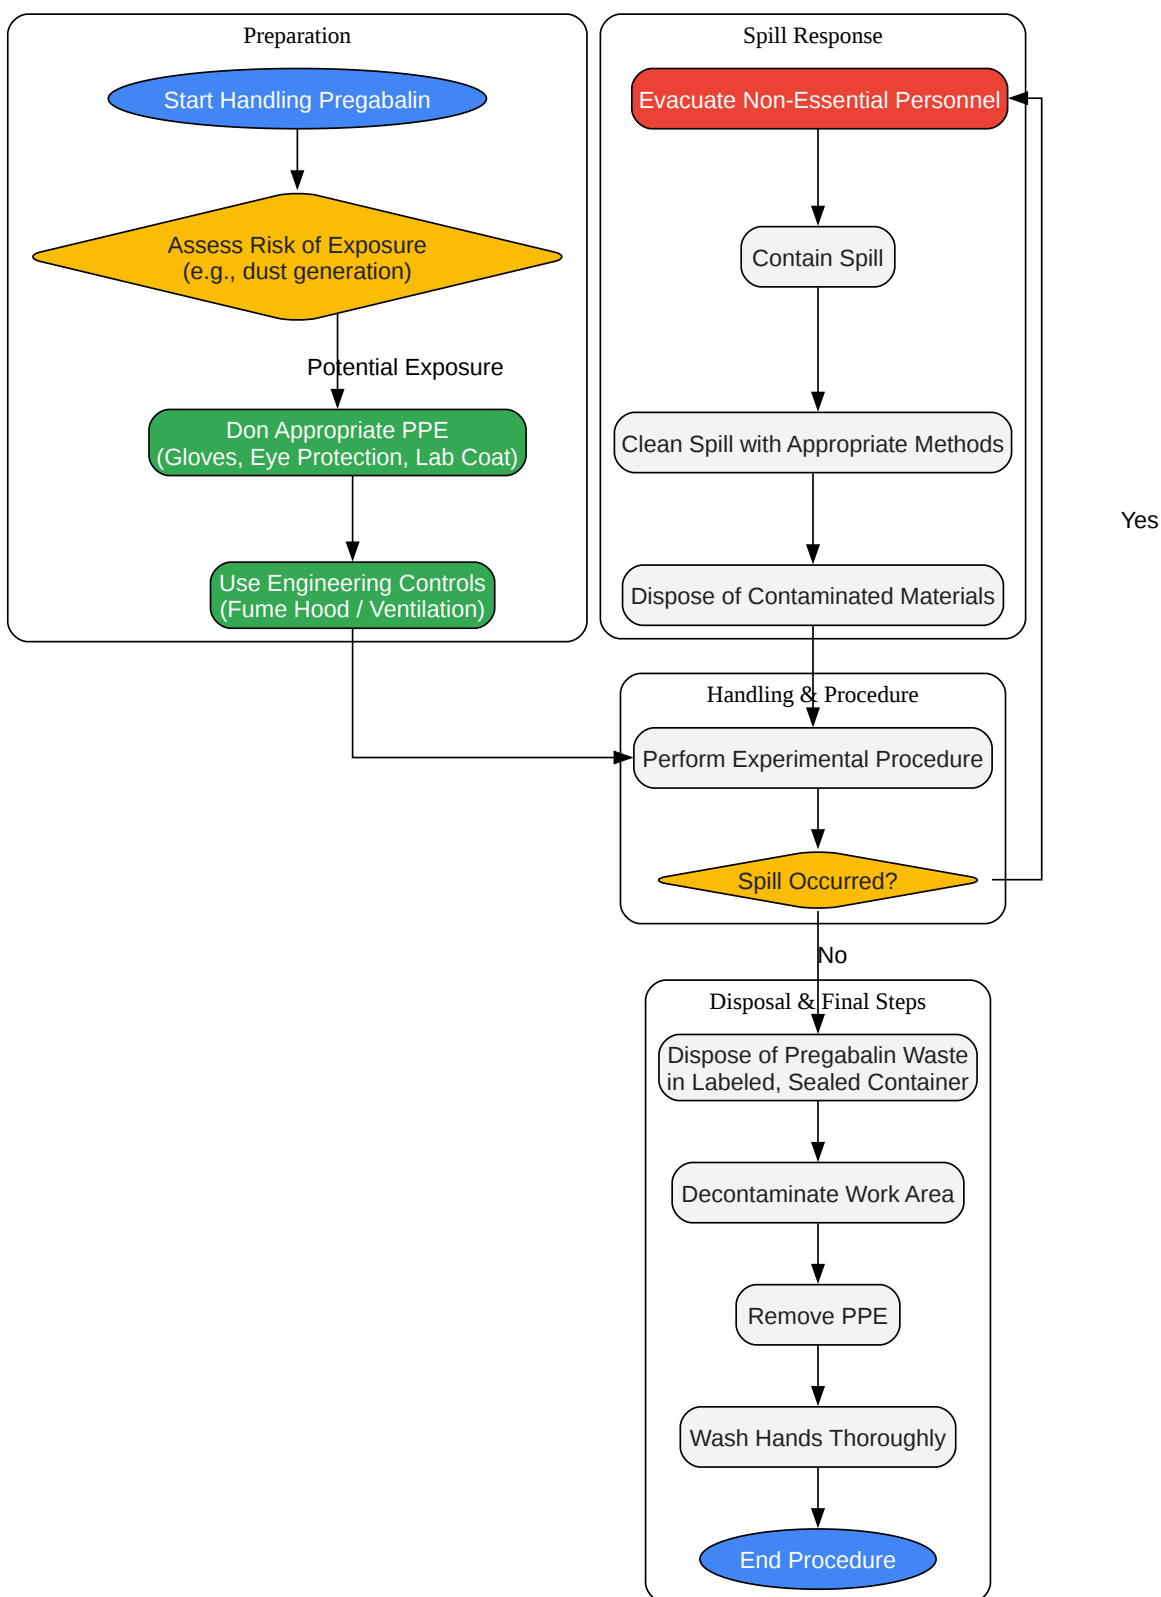 Preparation
Start Handling Pregabalin
Assess Risk of Exposure
(e.g., dust generation)
Potential Exposure
Don Appropriate PPE
(Gloves, Eye Protection, Lab Coat)
Use Engineering Controls
(Fume Hood / Ventilation)
Spill Response
Evacuate Non-Essential Personnel
Contain Spill
Clean Spill with Appropriate Methods
Dispose of Contaminated Materials
Yes
Handling & Procedure
Perform Experimental Procedure
Spill Occurred?
No
Disposal & Final Steps
Dispose of Pregabalin Waste
in Labeled, Sealed Container
Decontaminate Work Area
Remove PPE
Wash Hands Thoroughly
End Procedure